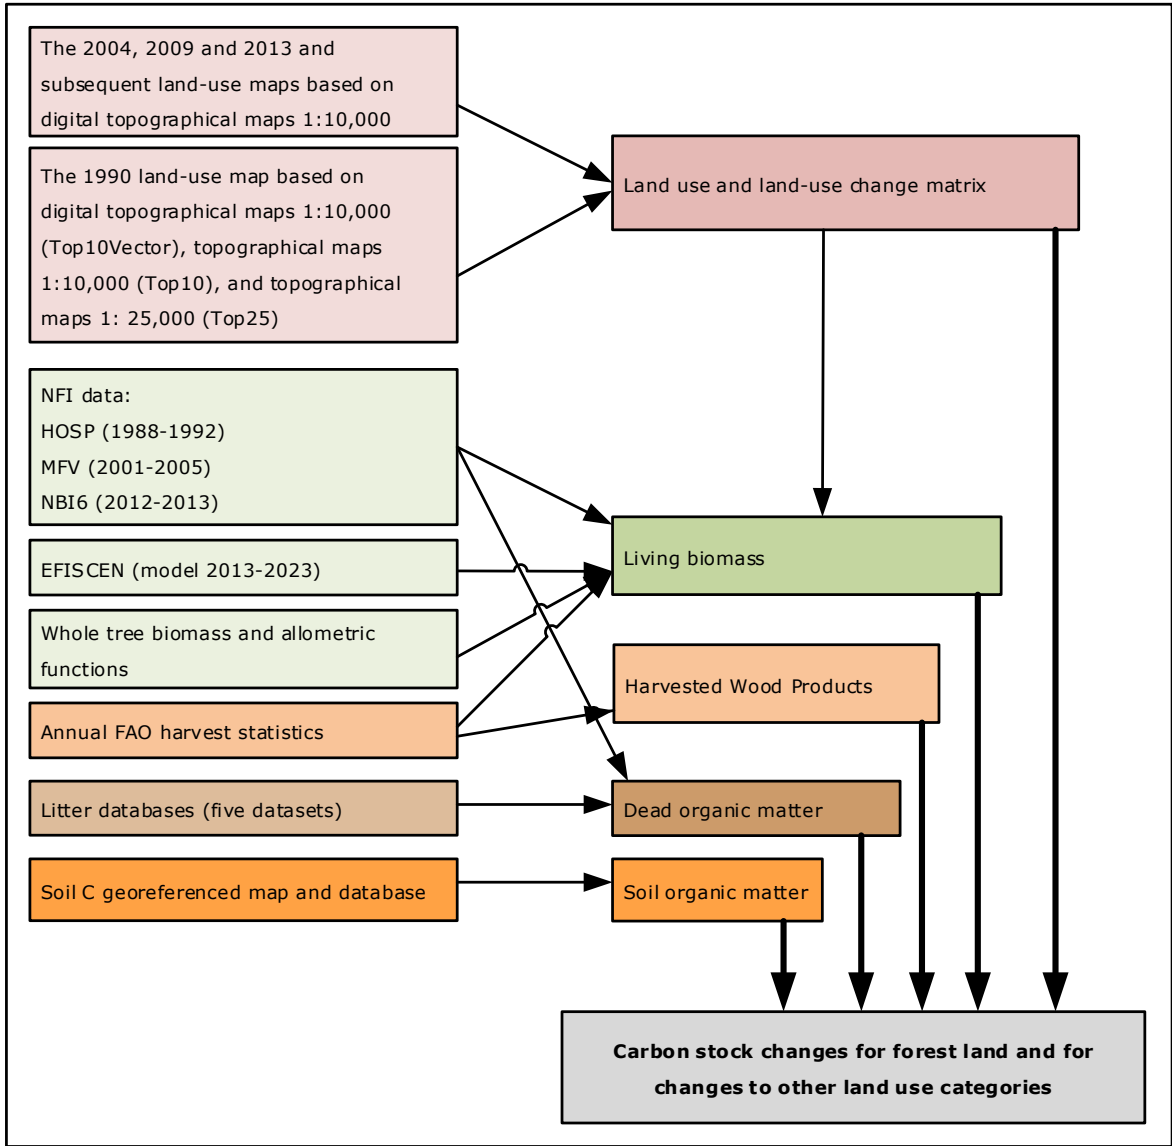 The 2004, 2009 and 2013 and
subsequent land-use maps based on
digital topographical maps 1:10,000
The 1990 land-use map based on
digital topographical maps 1:10,000
(Top10Vector), topographical maps
1:10,000 (Top10), and topographical
maps 1: 25,000 (Top25)
Land use and land-use change matrix
NFI data:
HOSP (1988-1992)
MFV (2001-2005)
NBI6 (2012-2013)
EFISCEN (model 2013-2023)
Living biomass
Whole tree biomass and allometric
functions
Harvested Wood Products
Annual FAO harvest statistics
Litter databases (five datasets)
Dead organic matter
Soil C georeferenced map and database
Soil organic matter
Carbon stock changes for forest land and for
changes to other land use categories